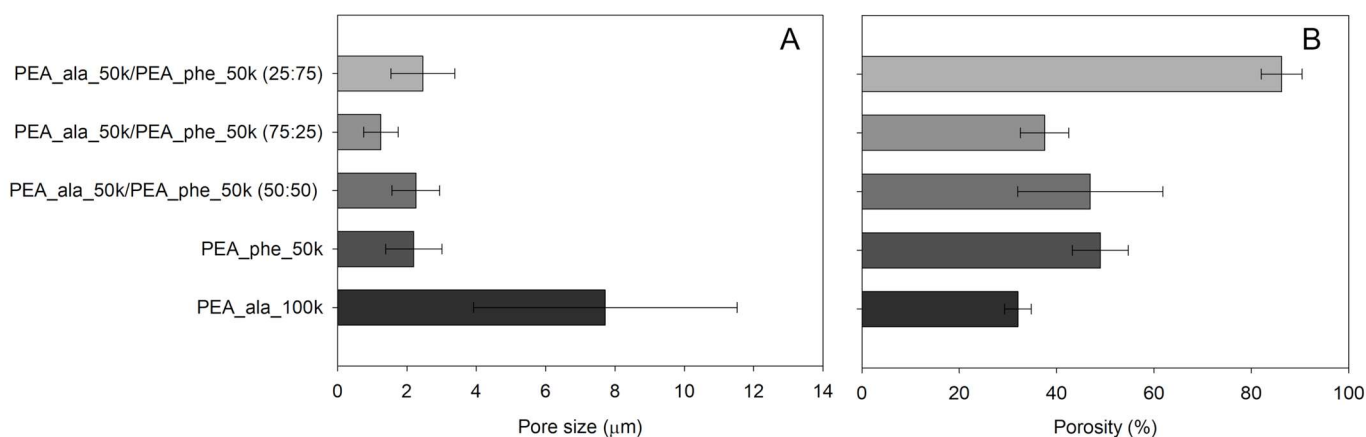 A
B
PEA_ala_50k/PEA_phe_50k (25:75)
PEA_ala_50k/PEA_phe_50k (75:25)
PEA_ala_50k/PEA_phe_50k (50:50)
PEA_phe_50k
PEA_ala_100k
0 2 4 6 8 10 12 14
0 20 40 60 80 100
Pore size (μm)
Porosity (%)